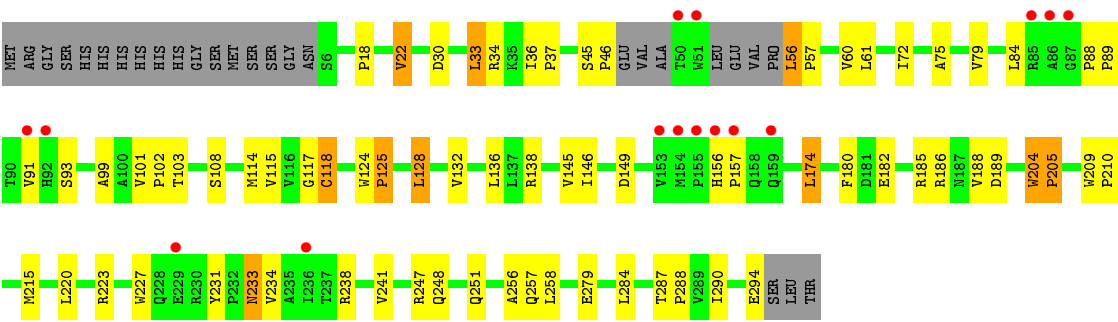 MET ARG GLY SER HIS HIS HIS HIS HIS HIS GLY SER MET SER SER GLY ASN S6 P18 V22 D30 L33 R34 K35 I36 P37 S45 P46 GLU VAL ALA T50 W51 LEU GLU VAL PRO L56 P57 V60 L61 I72 A75 V79 L84 R85 A86 G87 P88 P89
T90 V91 H92 S93 A99 A100 V101 P102 T103 S108 M114 V115 V116 G117 C118 W124 P125 L128 V132 L136 L137 R138 V145 I146 D149 V153 M154 P155 H156 P157 Q158 Q159 L174 F180 D181 E182 R185 R186 N187 V188 D189 W204 P205 W209 P210
M215 L220 R223 W227 Q228 E229 R230 Y231 P232 N233 V234 A235 I236 T237 R238 V241 R247 Q248 Q251 A256 Q257 L258 E279 L284 T287 P288 V289 I290 E294 SER LEU THR